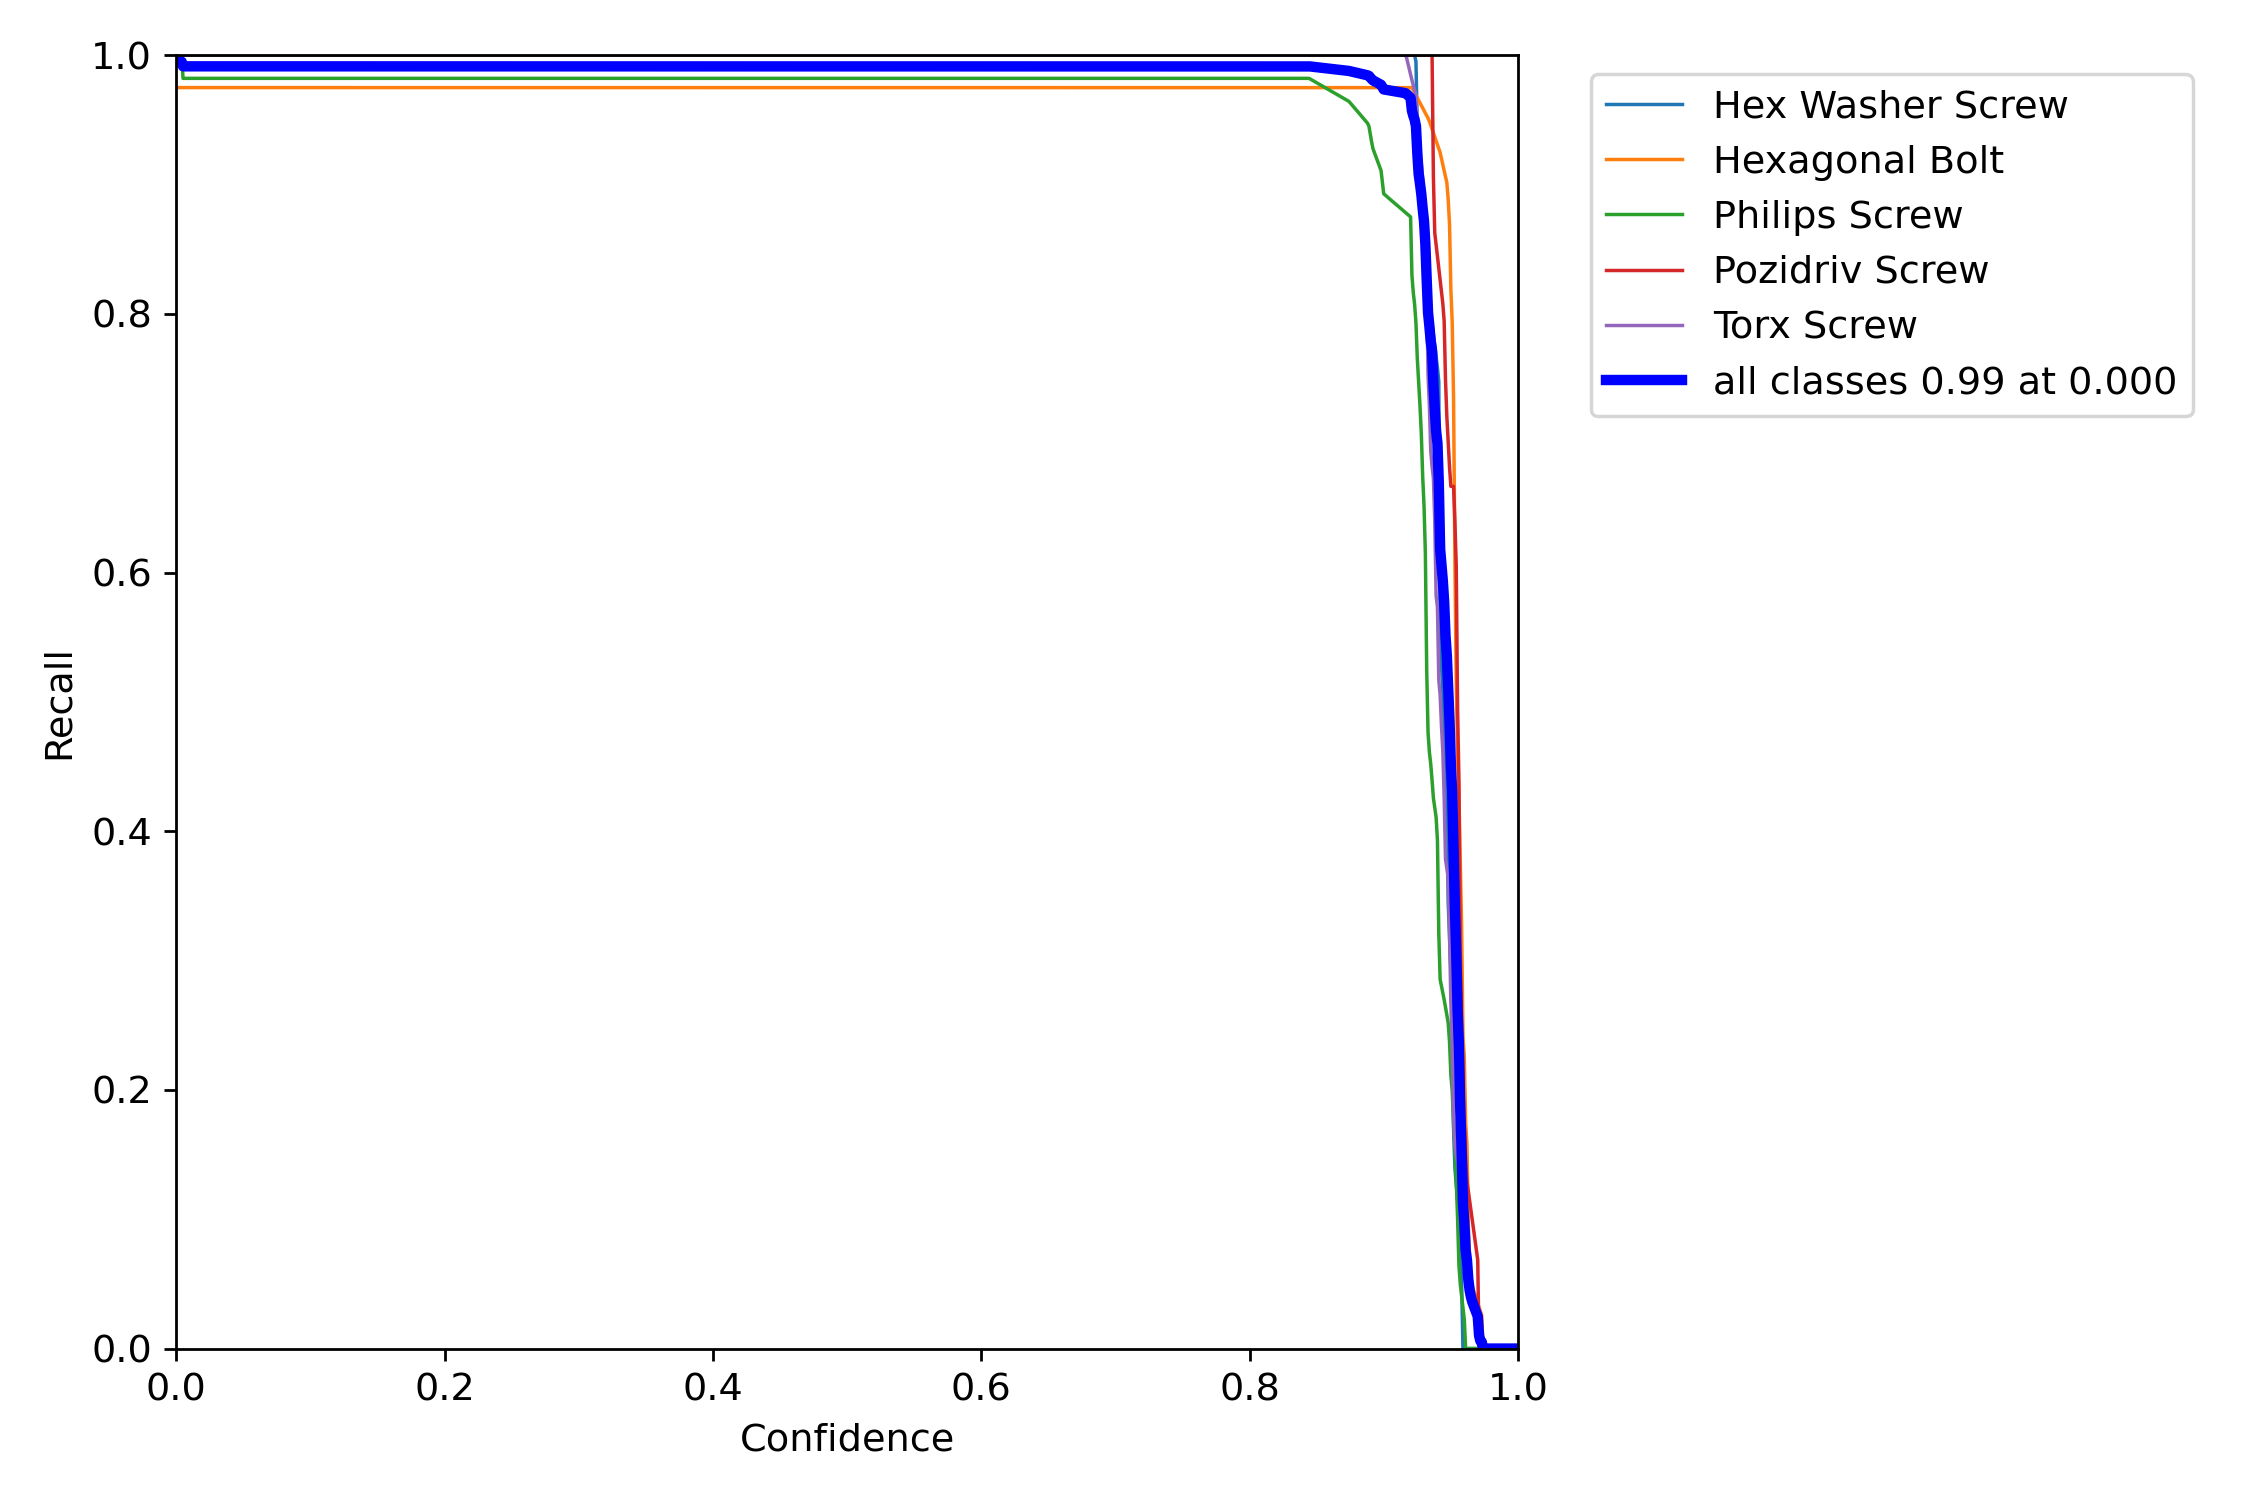 1.0
0.8
0.6
0.4
0.2
0.0
0.0 0.2 0.4 0.6 0.8 1.0
Recall
Confidence
Hex Washer Screw
Hexagonal Bolt
Philips Screw
Pozidriv Screw
Torx Screw
all classes 0.99 at 0.000